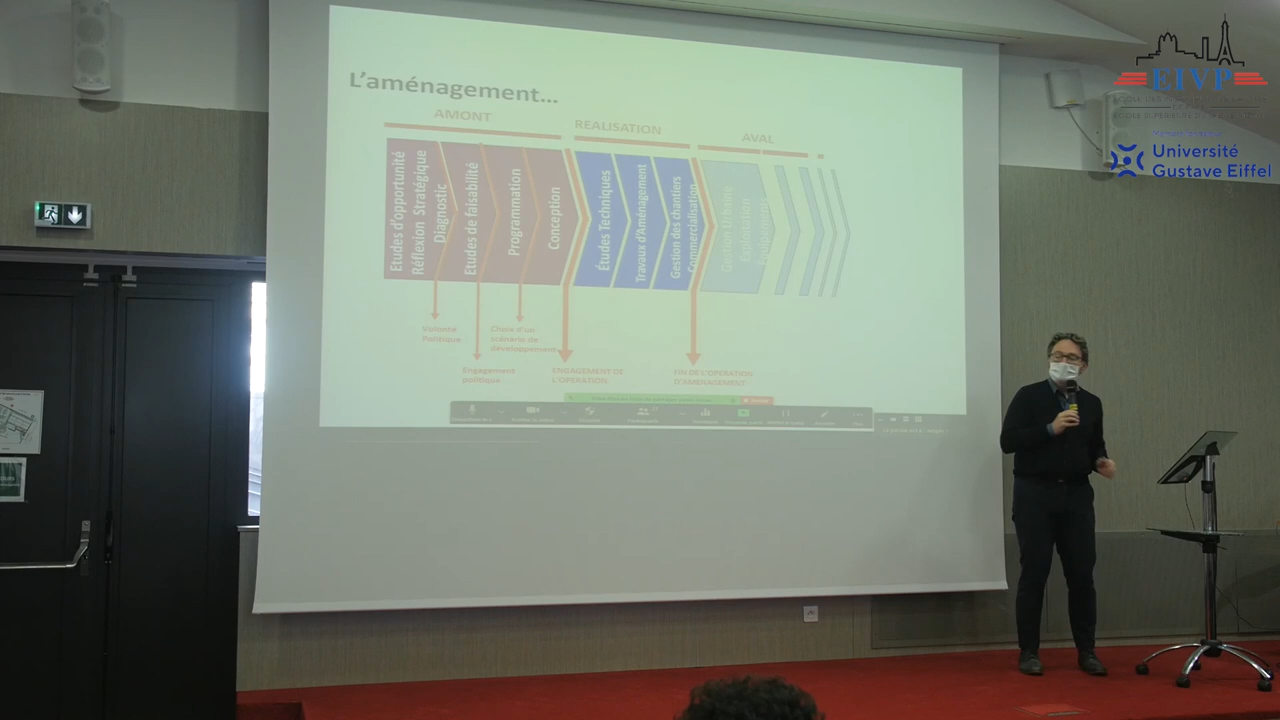 L'aménagement...
AMONT
REALISATION
AVAL
Etudes d'opportunité
Réflexion Stratégique
Diagnostic
Etudes de faisabilité
Programmation
Conception
Études Techniques
Travaux d'Aménagement
Gestion des chantiers
Commercialisation
Gestion Urbaine
Volonté
Politique
Engagement
politique
Choix d'un
scénario de
développement
ENGAGEMENT DE
L'OPERATION
FIN DE L'OPERATION
D'AMENAGEMENT
EIVP
Université
Gustave Eiffel